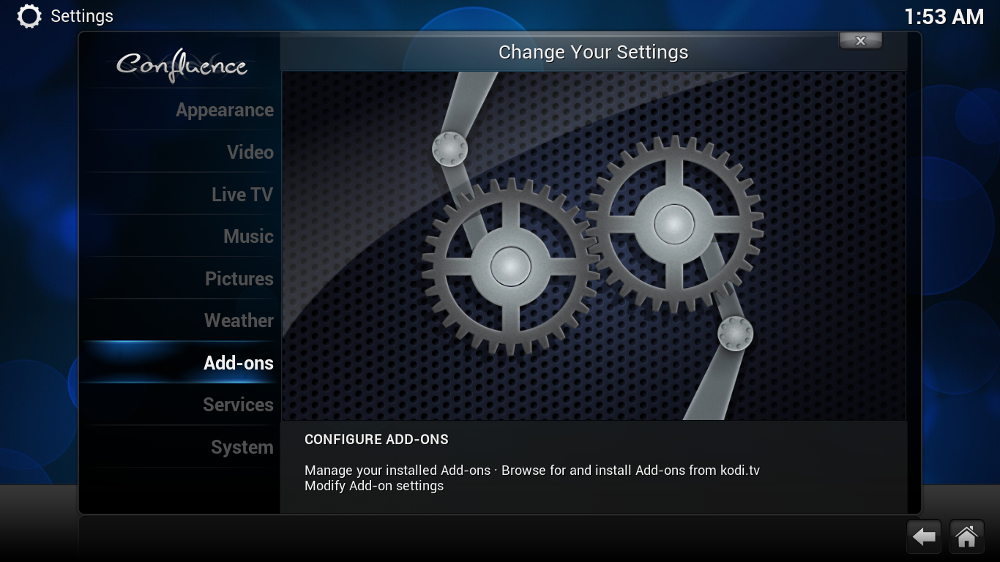 Settings
1:53 AM
Confluence
Change Your Settings
x
Appearance
Video
Live TV
Music
Pictures
Weather
Add-ons
Services
System
CONFIGURE ADD-ONS
Manage your installed Add-ons · Browse for and install Add-ons from kodi.tv
Modify Add-on settings